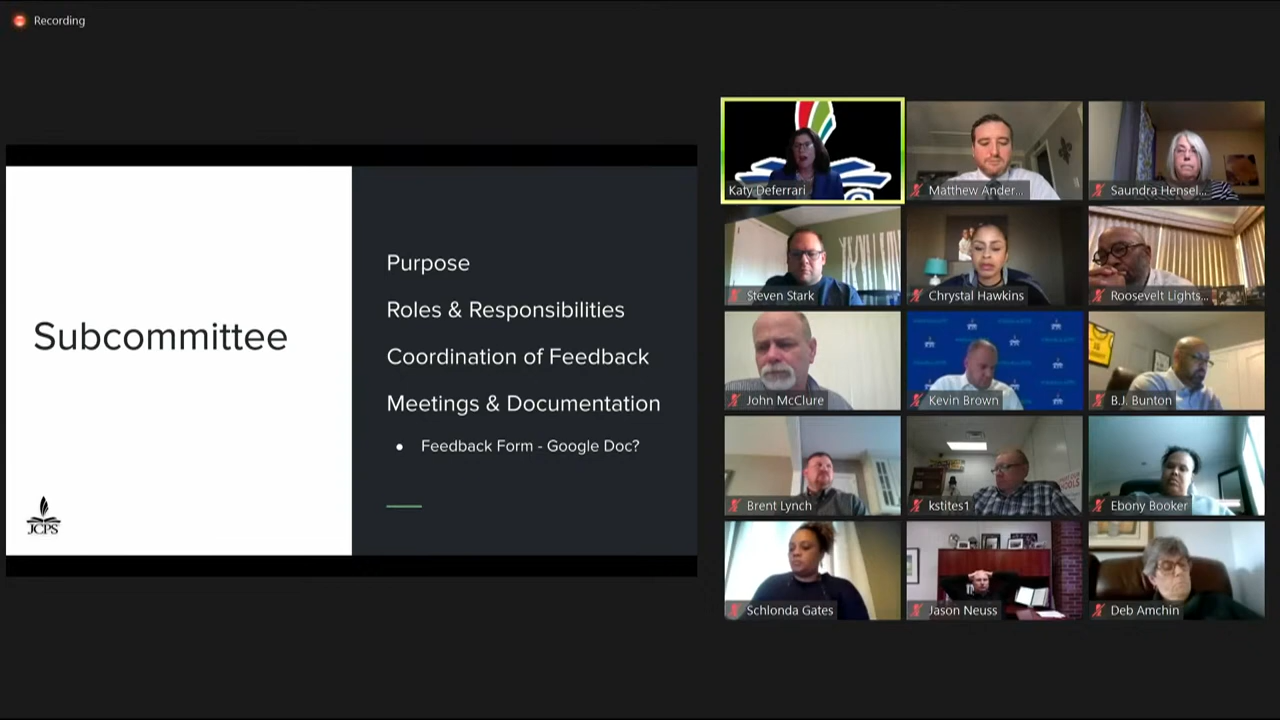 Recording
Subcommittee
JCPS
Purpose
Roles & Responsibilities
Coordination of Feedback
Meetings & Documentation
● Feedback Form - Google Doc?
Katy Deferrari
Matthew Ander...
Saundra Hensel...
Steven Stark
Chrystal Hawkins
Roosevelt Lights...
John McClure
Kevin Brown
B.J. Bunton
Brent Lynch
kstites1
Ebony Booker
Schlonda Gates
Jason Neuss
Deb Amchin